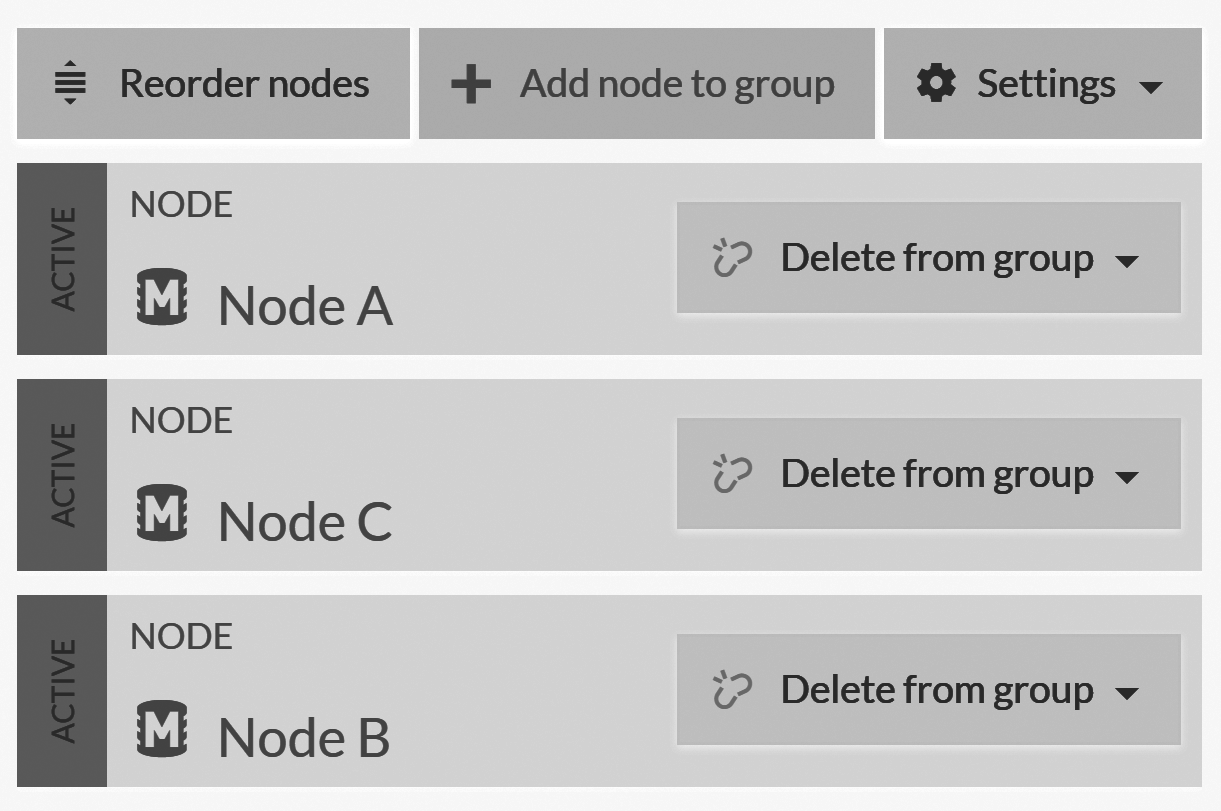 Reorder nodes
Add node to group
Settings
ACTIVE
NODE
M Node A
Delete from group
ACTIVE
NODE
M Node C
Delete from group
ACTIVE
NODE
M Node B
Delete from group